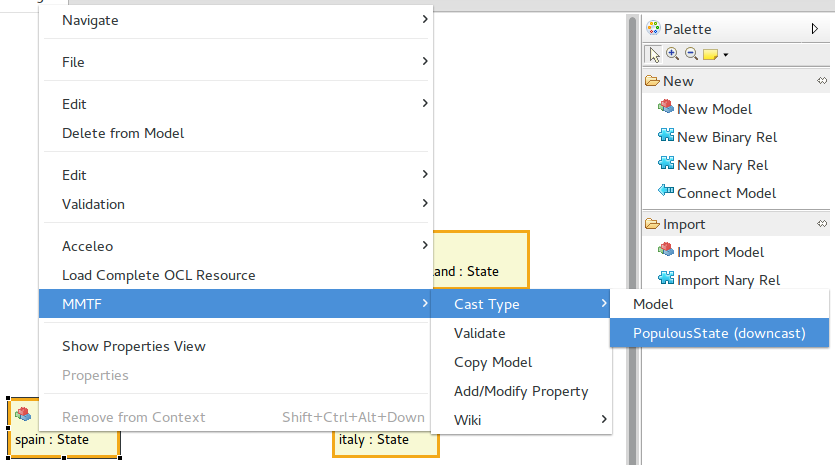 Navigate
File
Edit
Delete from Model
Edit
Validation
Acceleo
Load Complete OCL Resource
MMTF
Show Properties View
Properties
Remove from Context Shift+Ctrl+Alt+Down
Cast Type
Validate
Copy Model
Add/Modify Property
Wiki
Model
PopulousState (downcast)
: State
spain : State
italy : State
Palette
New
New Model
New Binary Rel
New Nary Rel
Connect Model
Import
Import Model
Import Nary Rel